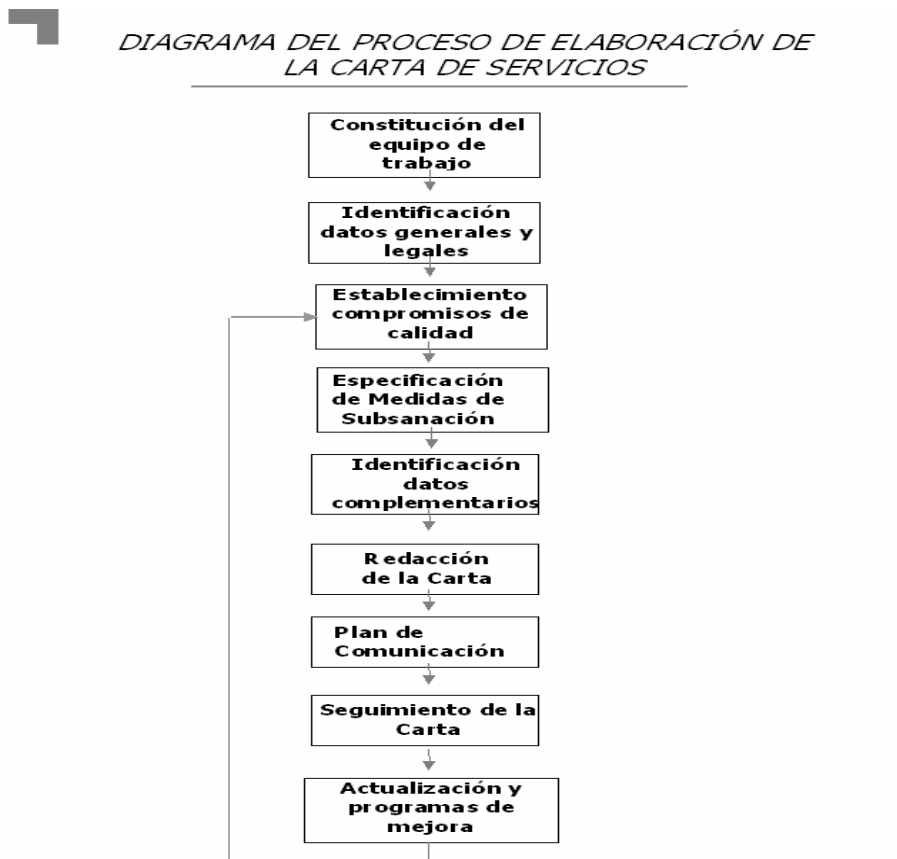 DIAGRAMA DEL PROCESO DE ELABORACIÓN DE
LA CARTA DE SERVICIOS
Constitución del
equipo de
trabajo
Identificación
datos generales y
legales
Establecimiento
compromisos de
calidad
Especificación
de Medidas de
Subsanación
Identificación
datos
complementarios
Redacción
de la Carta
Plan de
Comunicación
Seguimiento de la
Carta
Actualización y
programas de
mejora